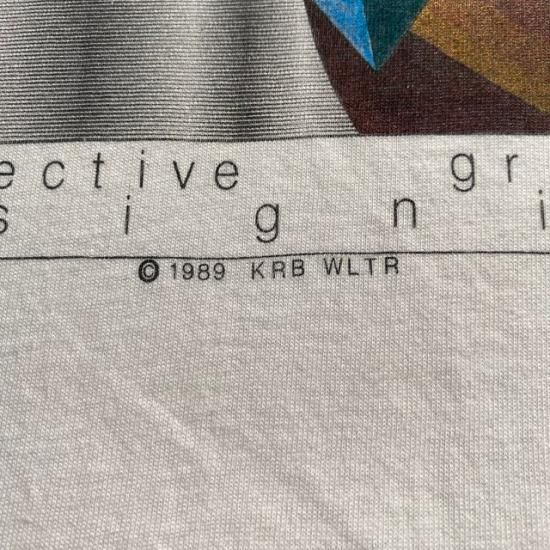 ective gr
s i g n i
© 1989 KRB WLTR